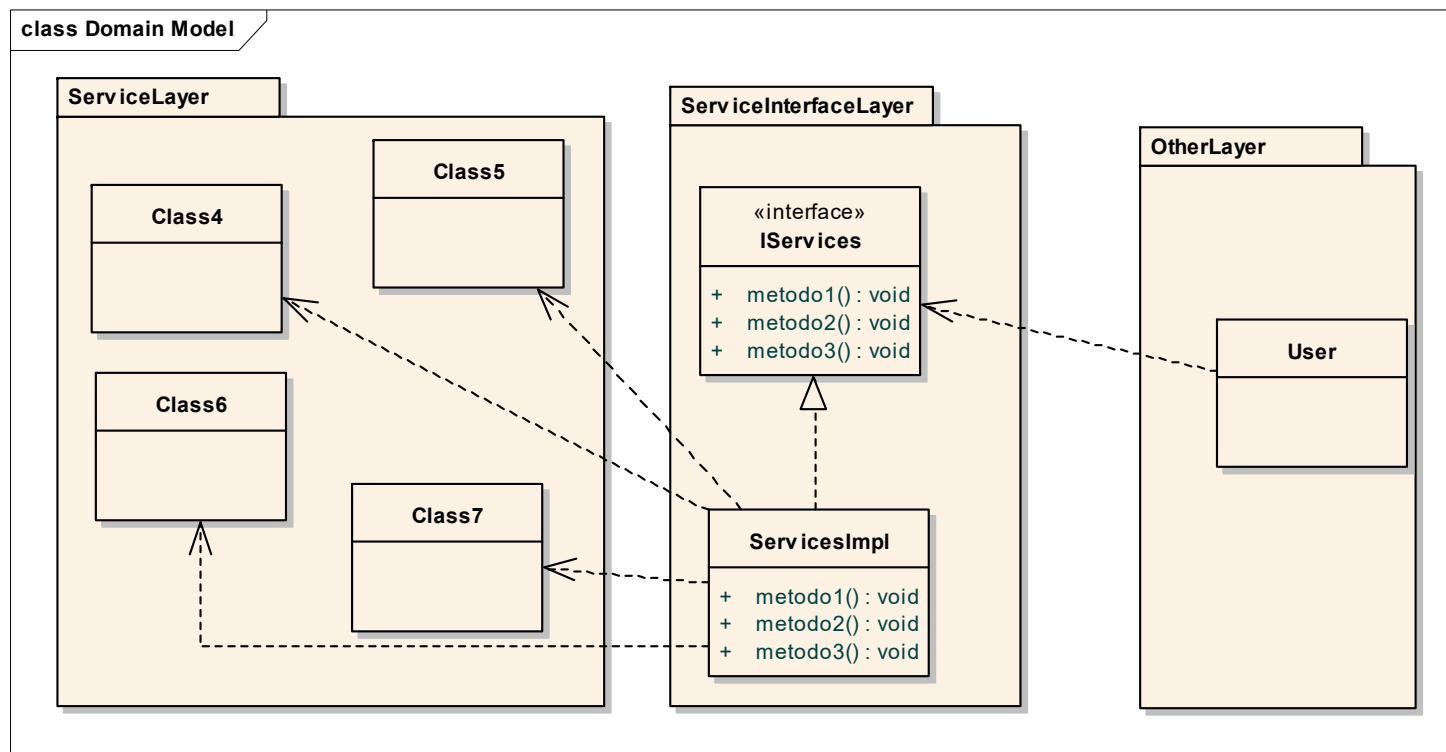 class Domain Model
ServiceLayer
Class5
Class4
Class6
Class7
ServiceInterfaceLayer
«interface»
IServices
+ metodo1() : void
+ metodo2() : void
+ metodo3() : void
ServicesImpl
+ metodo1() : void
+ metodo2() : void
+ metodo3() : void
OtherLayer
User